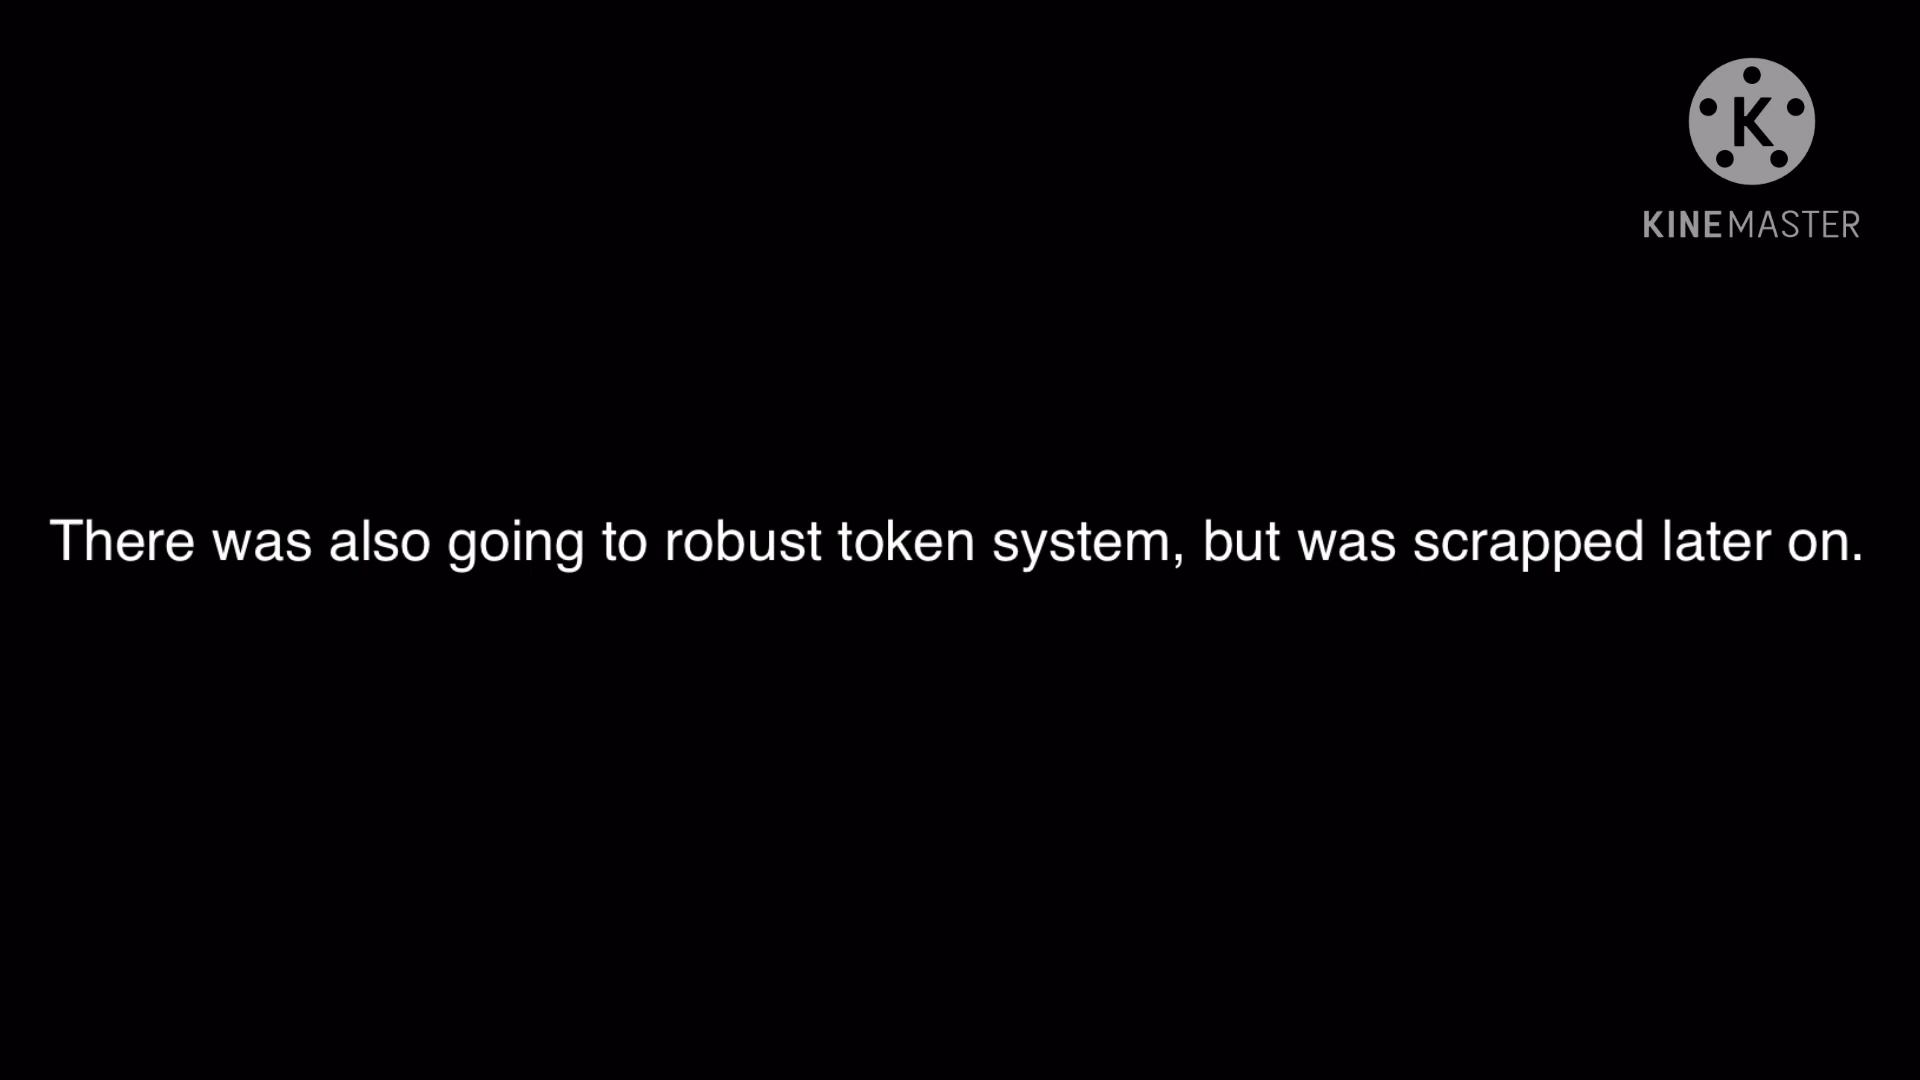 K
KINEMASTER
There was also going to robust token system, but was scrapped later on.